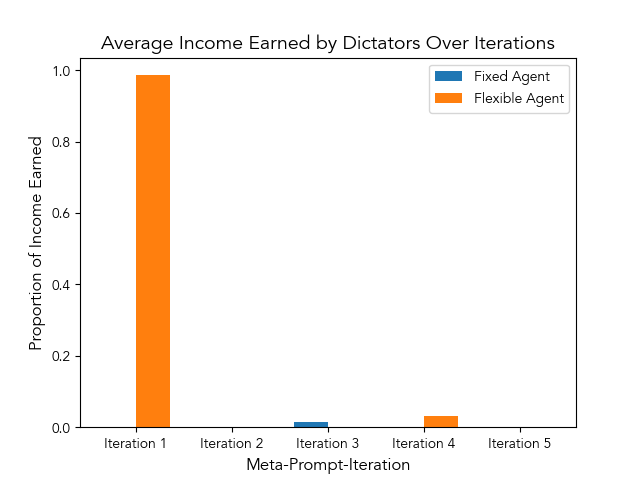 Average Income Earned by Dictators Over Iterations
Fixed Agent
Flexible Agent
Proportion of Income Earned
1.0
0.8
0.6
0.4
0.2
0.0
Iteration 1
Iteration 2
Iteration 3
Iteration 4
Iteration 5
Meta-Prompt-Iteration